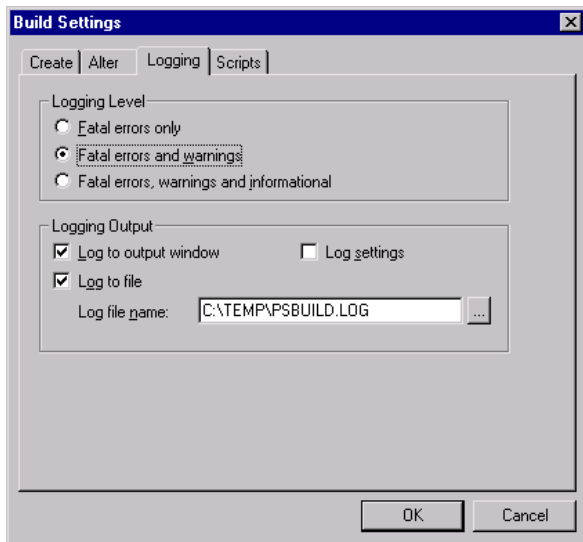 Build Settings
Create Alter Logging Scripts
Logging Level
Fatal errors only
Fatal errors and warnings
Fatal errors, warnings and informational
Logging Output
Log to output window Log settings
Log to file
Log file name: C:\TEMP\PSBUILD.LOG ...
OK Cancel